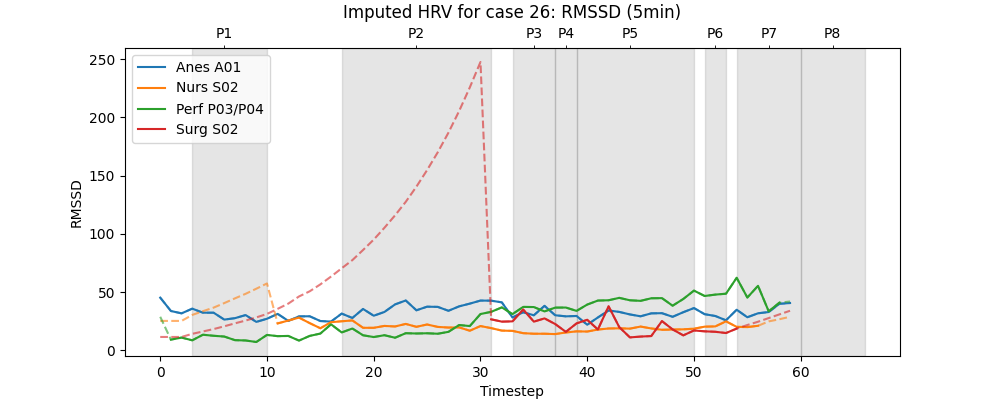 Imputed HRV for case 26: RMSSD (5min)
P1 P2 P3 P4 P5 P6 P7 P8
Anes A01
Nurs S02
Perf P03/P04
Surg S02
250
200
150
100
50
0
RMSSD
0 10 20 30 40 50 60
Timestep